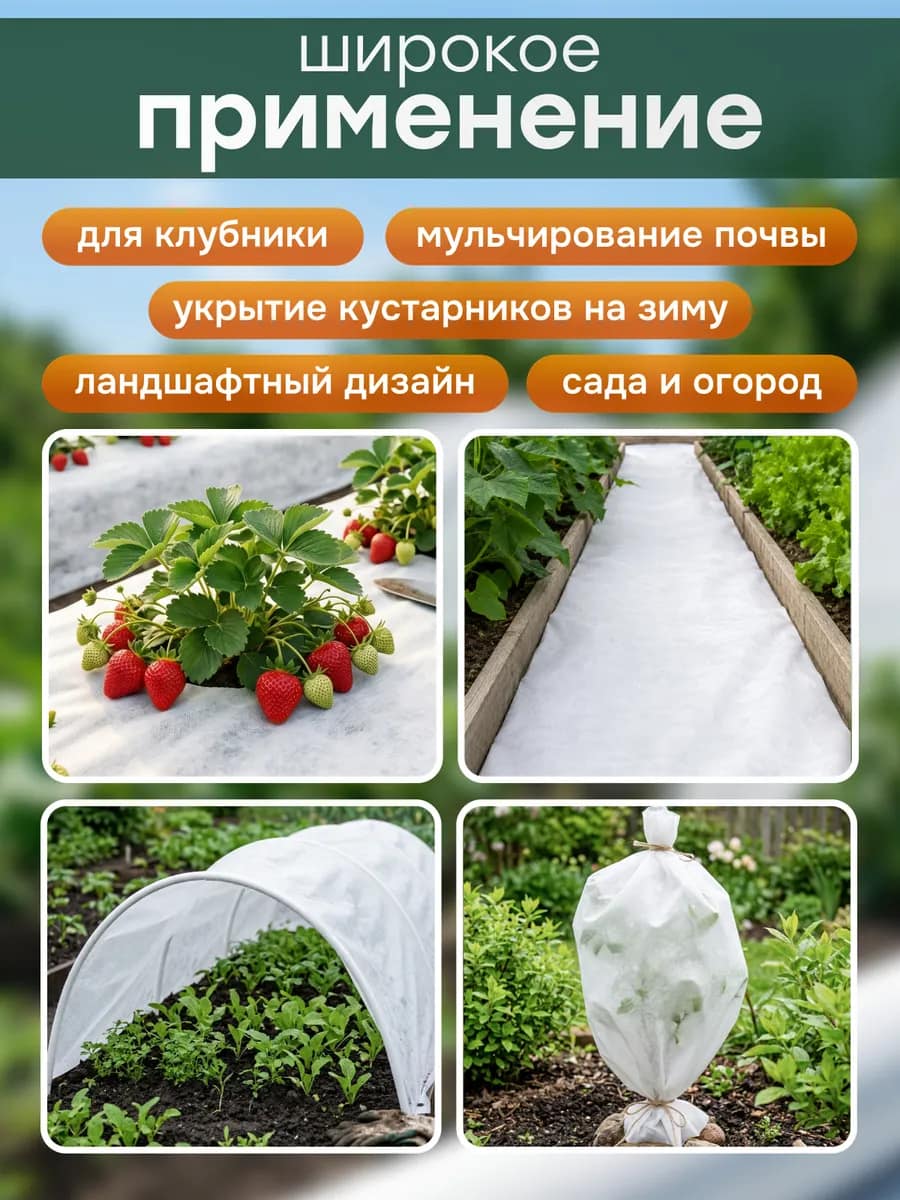 широкое
применение
для клубники
мульчирование почвы
укрытие кустарников на зиму
ландшафтный дизайн
сада и огород